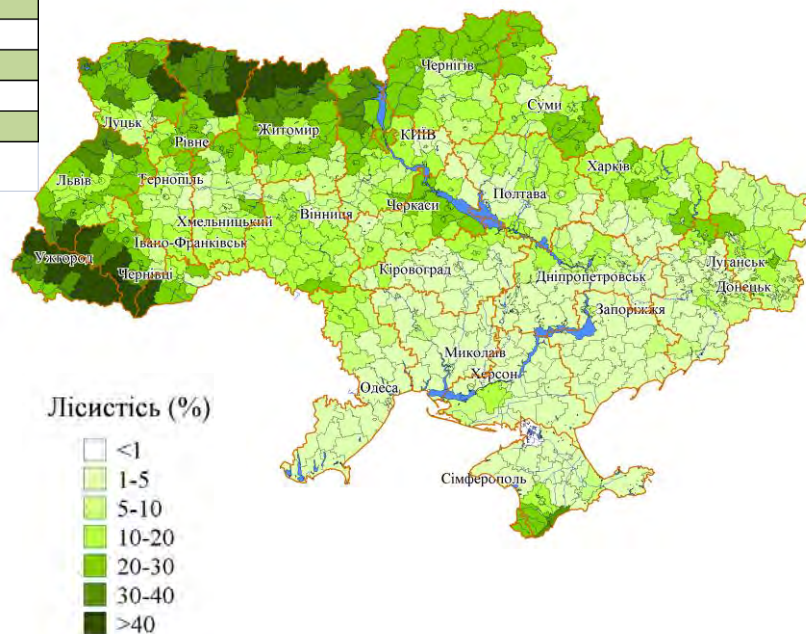 Чернігів
Суми
Луцьк
Рівне
Житомир
КИЇВ
Харків
Львів
Тернопіль
Полтава
Хмельницький
Вінниця
Черкаси
Ужгород
Івано-Франківськ
Чернівці
Кіровоград
Дніпропетровськ
Луганськ
Донецьк
Запоріжжя
Миколаїв
Херсон
Одеса
Сімферополь
Лісистісь (%)
<1
1-5
5-10
10-20
20-30
30-40
>40